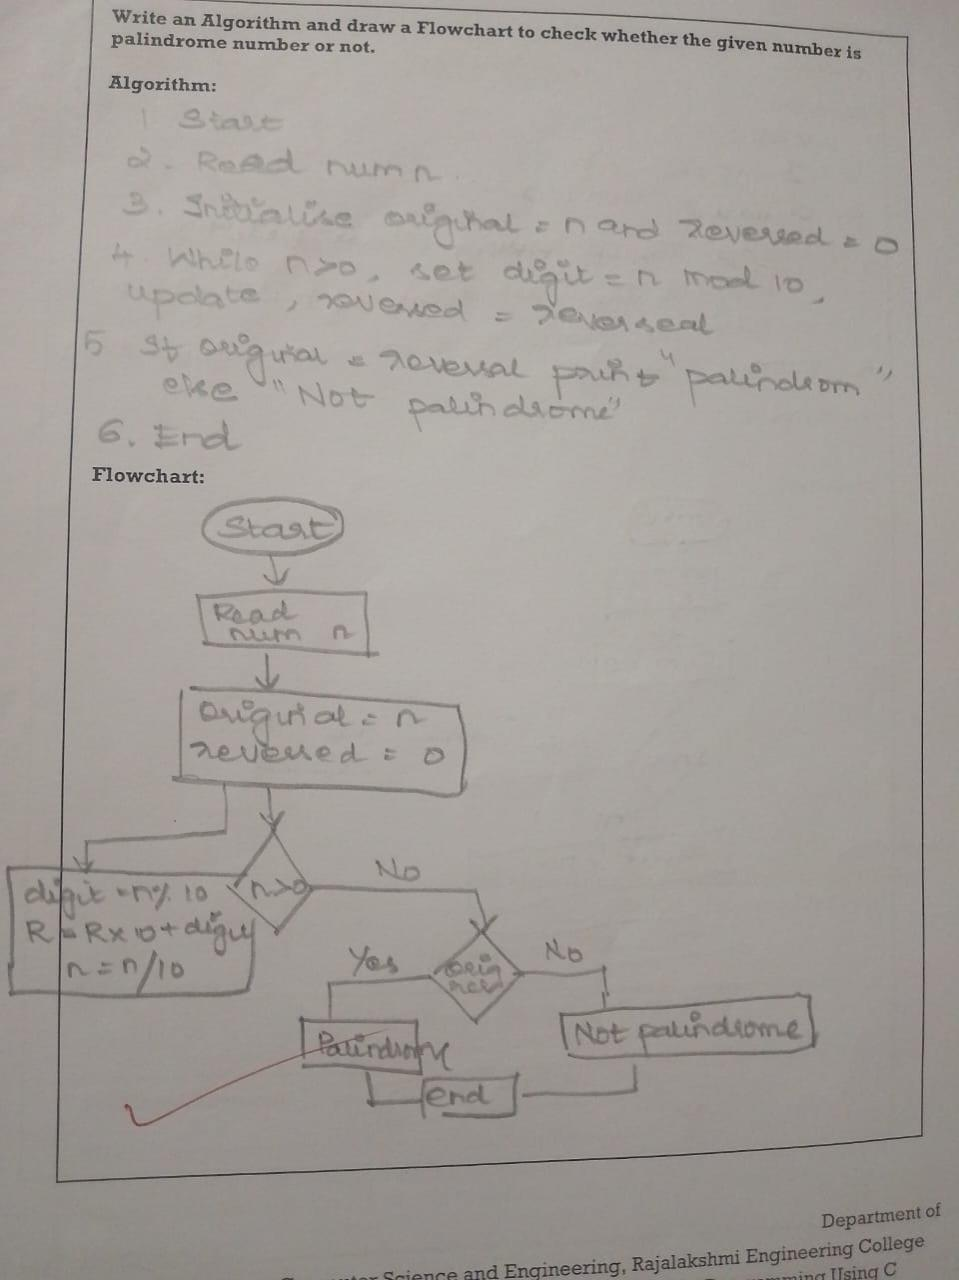 Write an Algorithm and draw a Flowchart to check whether the given number is
palindrome number or not.
Algorithm:
1 Start
2. Read num n.
3. Initialise original = n and reversed = 0
4. While n>0, set digit = n mod 10,
update, reversed = reverseal
5 If original = reversal print "palindrom"
else "Not palindrome"
6. End
Flowchart:
Start
Read
num n
Original = n
reversed = 0
No
digit = n% 10
n>0
R = R x 10 + digit
n = n/10
Yes
No
orig
Palindrome
Not palindrome
end
Department of
Science and Engineering, Rajalakshmi Engineering College
Using C